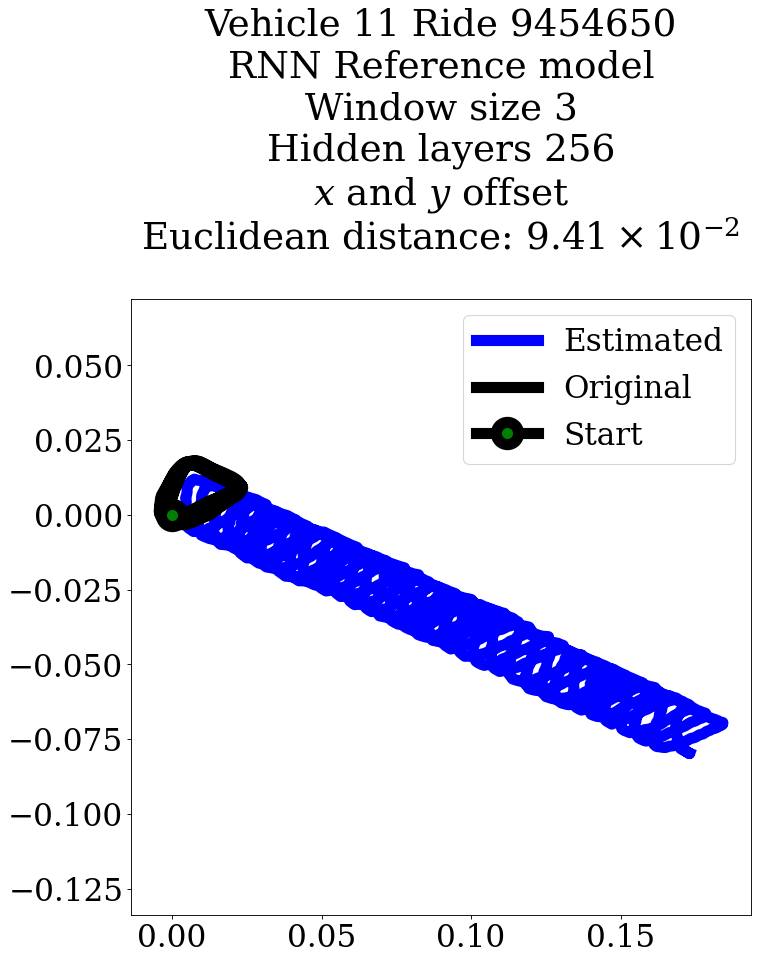 Vehicle 11 Ride 9454650
RNN Reference model
Window size 3
Hidden layers 256
x and y offset
Euclidean distance: 9.41 × 10⁻²
Estimated
Original
Start
0.050
0.025
0.000
−0.025
−0.050
−0.075
−0.100
−0.125
0.00 0.05 0.10 0.15